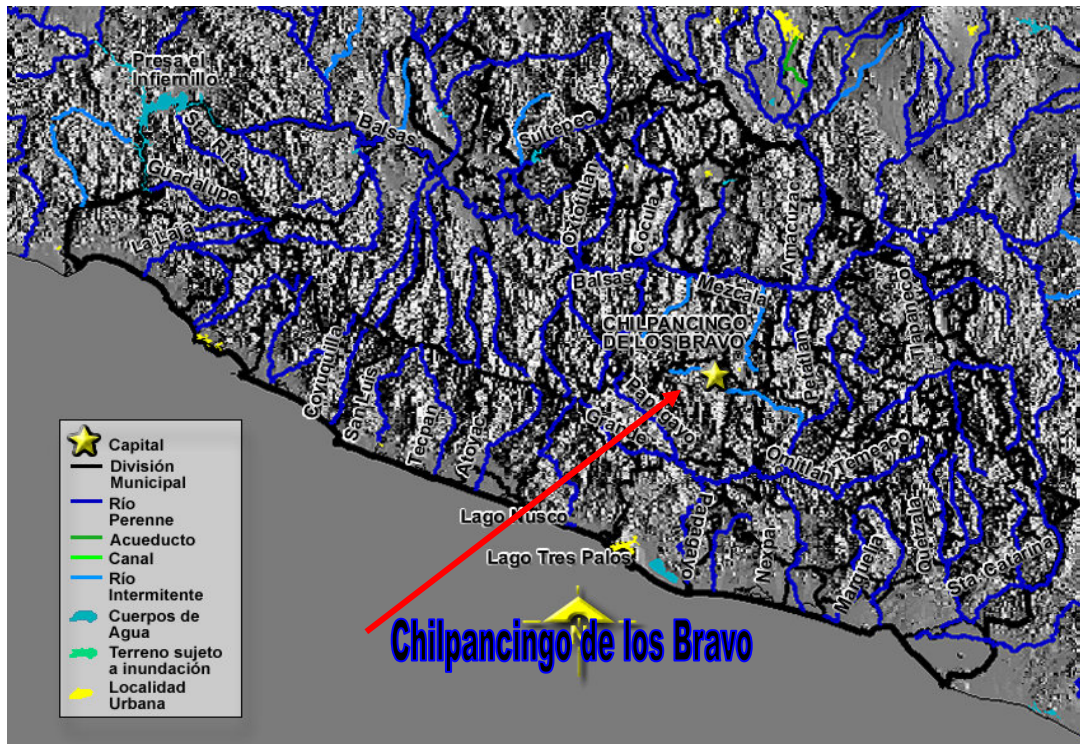 Presa el
Infiernillo
Balsas
Sultepec
Sta. Rita
Guadalupe
La Laja
Oxtotitlán
Cocula
Amacuzac
Balsas
Mezcala
Tlapaneco
CHILPANCINGO
DE LOS BRAVO
Petatlán
Coyuquilla
San Luis
Tecpan
Atoyac
Papagayo
Grande
Omitlán
Temeaco
Lago Nusco
Lago Tres Palos
Papagayo
Nexpa
Marquelia
Quetzala
Sta. Catarina
Capital
División
Municipal
Río
Perenne
Acueducto
Canal
Río
Intermitente
Cuerpos de
Agua
Terreno sujeto
a inundación
Localidad
Urbana
N
Chilpancingo de los Bravo